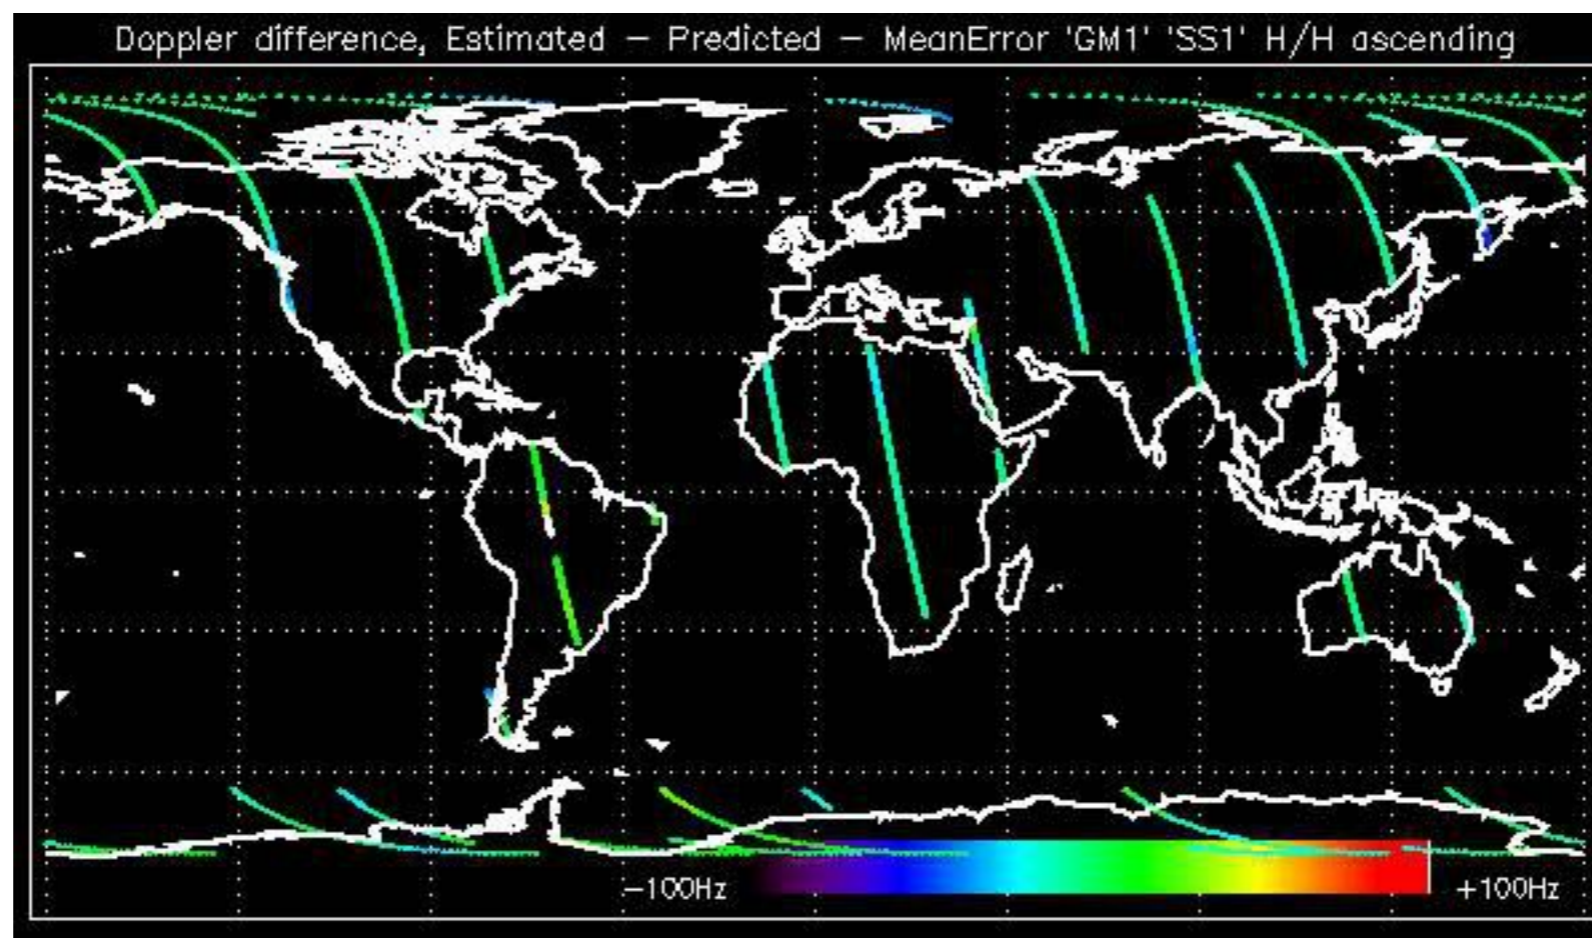 Doppler difference, Estimated – Predicted – MeanError 'GM1' 'SS1' H/H ascending
–100Hz
+100Hz